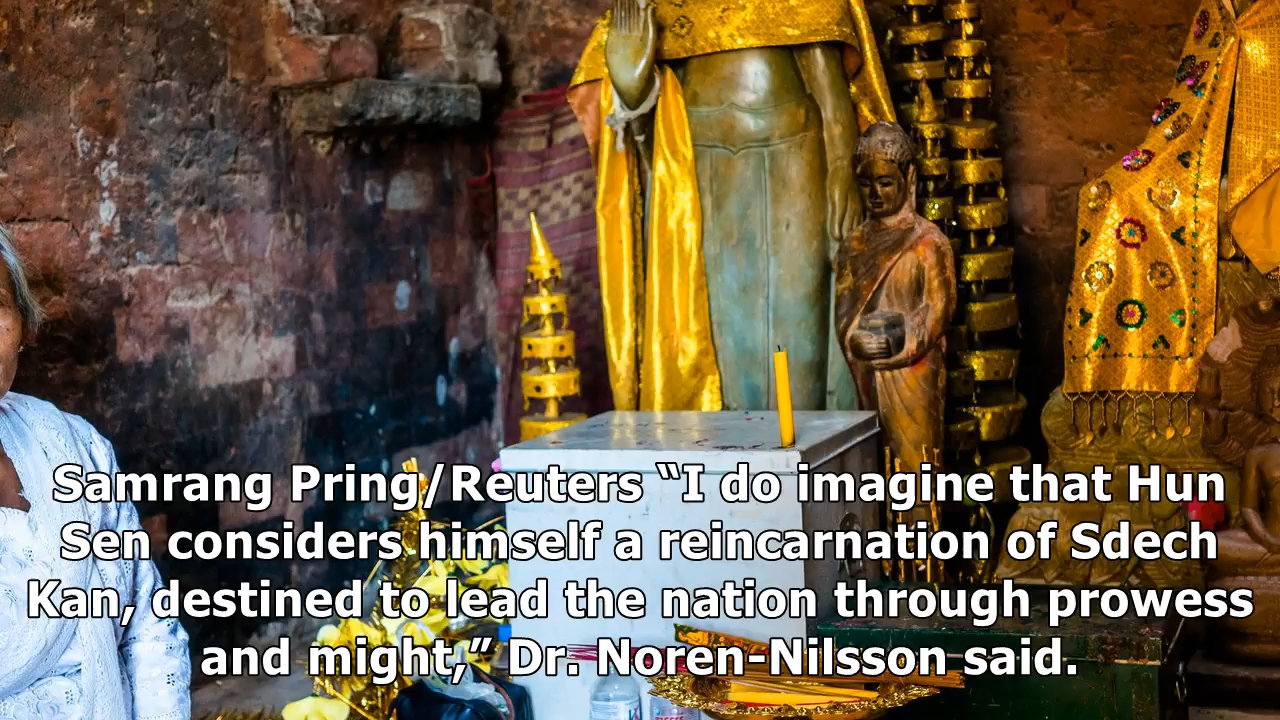 Samrang Pring/Reuters “I do imagine that Hun
Sen considers himself a reincarnation of Sdech
Kan, destined to lead the nation through prowess
and might,” Dr. Noren-Nilsson said.